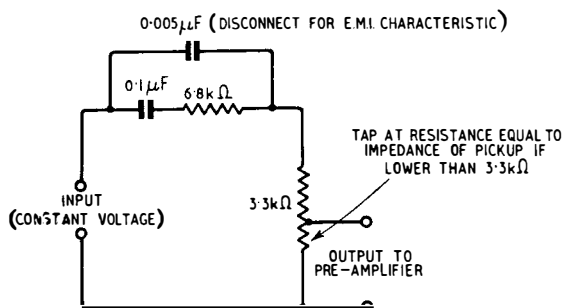 0·005μF (DISCONNECT FOR E.M.I. CHARACTERISTIC)
0·1μF
6·8kΩ
TAP AT RESISTANCE EQUAL TO
IMPEDANCE OF PICKUP IF
LOWER THAN 3·3kΩ
3·3kΩ
INPUT
(CONSTANT VOLTAGE)
OUTPUT TO
PRE-AMPLIFIER